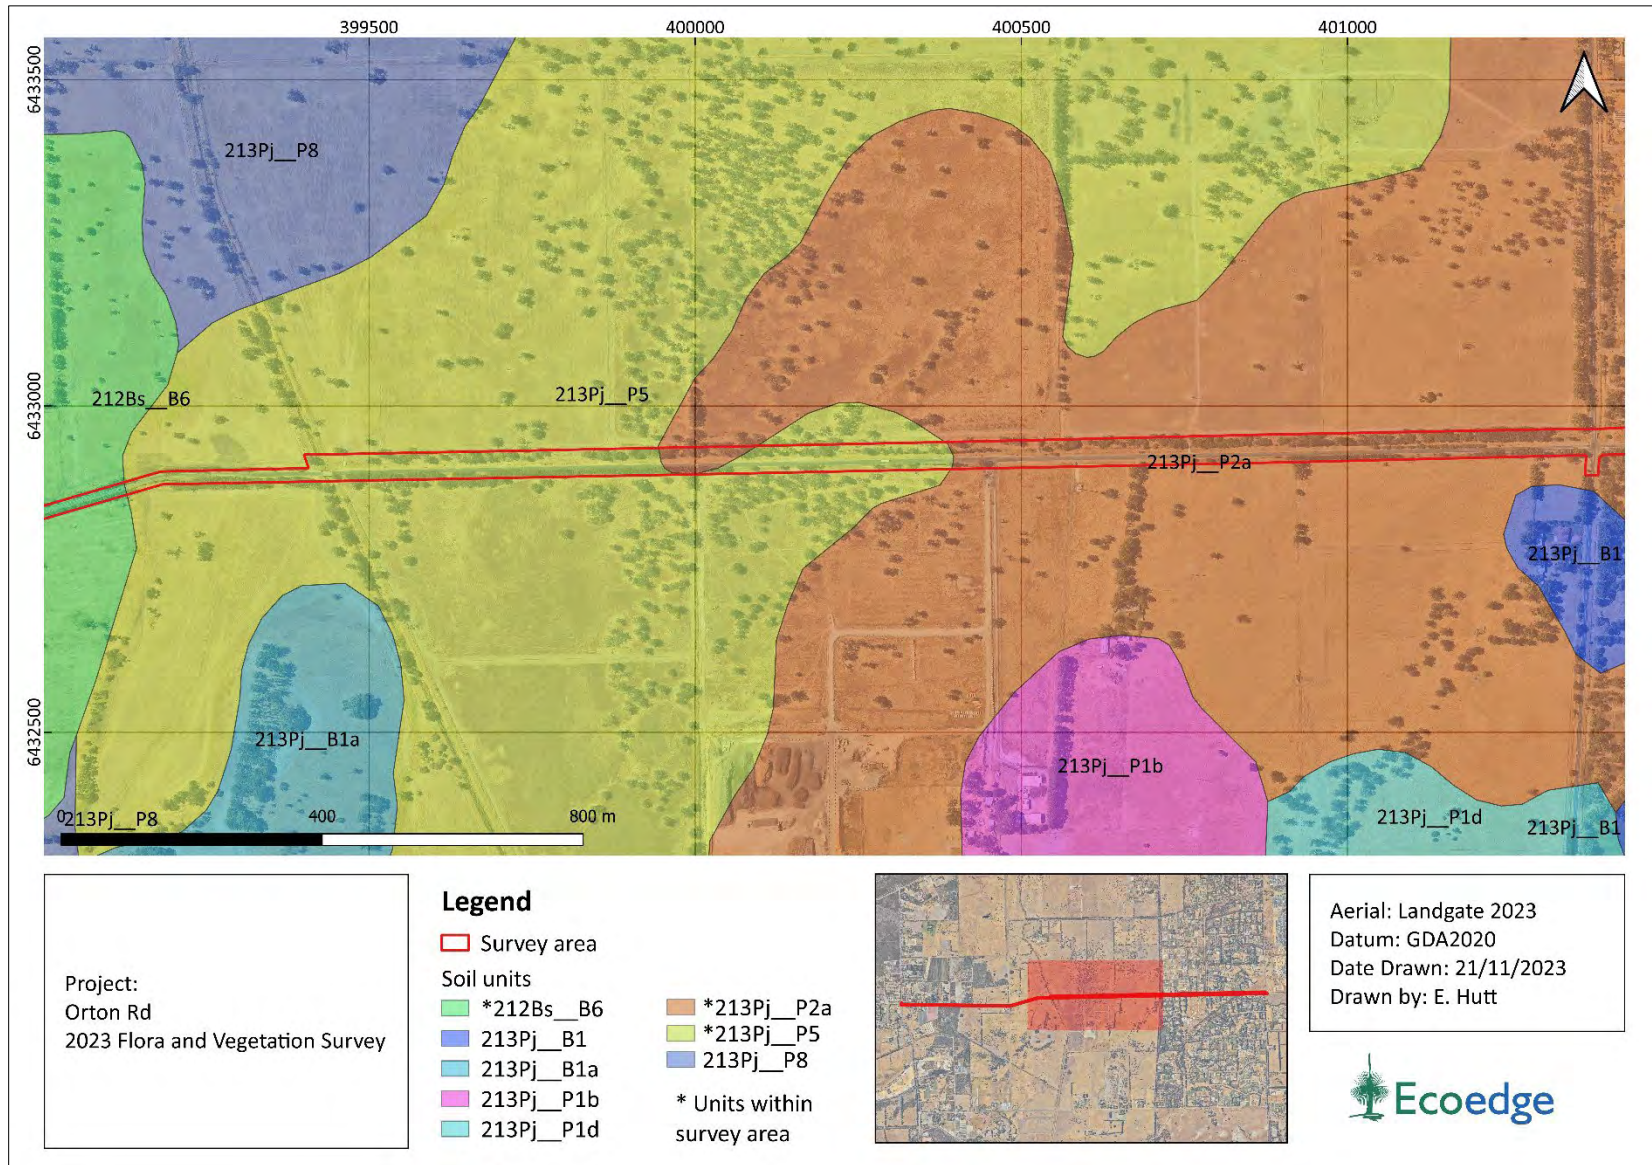 399500
400000
400500
401000
6433500
6433000
6432500
213Pj__P8
212Bs__B6
213Pj__P5
213Pj__P2a
213Pj__B1
213Pj__B1a
213Pj__P1b
213Pj__P8
213Pj__P1d
213Pj__B1
0
400
800 m
Project:
Orton Rd
2023 Flora and Vegetation Survey
Legend
Survey area
Soil units
*212Bs__B6
213Pj__B1
213Pj__B1a
213Pj__P1b
213Pj__P1d
*213Pj__P2a
*213Pj__P5
213Pj__P8
* Units within
survey area
Aerial: Landgate 2023
Datum: GDA2020
Date Drawn: 21/11/2023
Drawn by: E. Hutt
Ecoedge